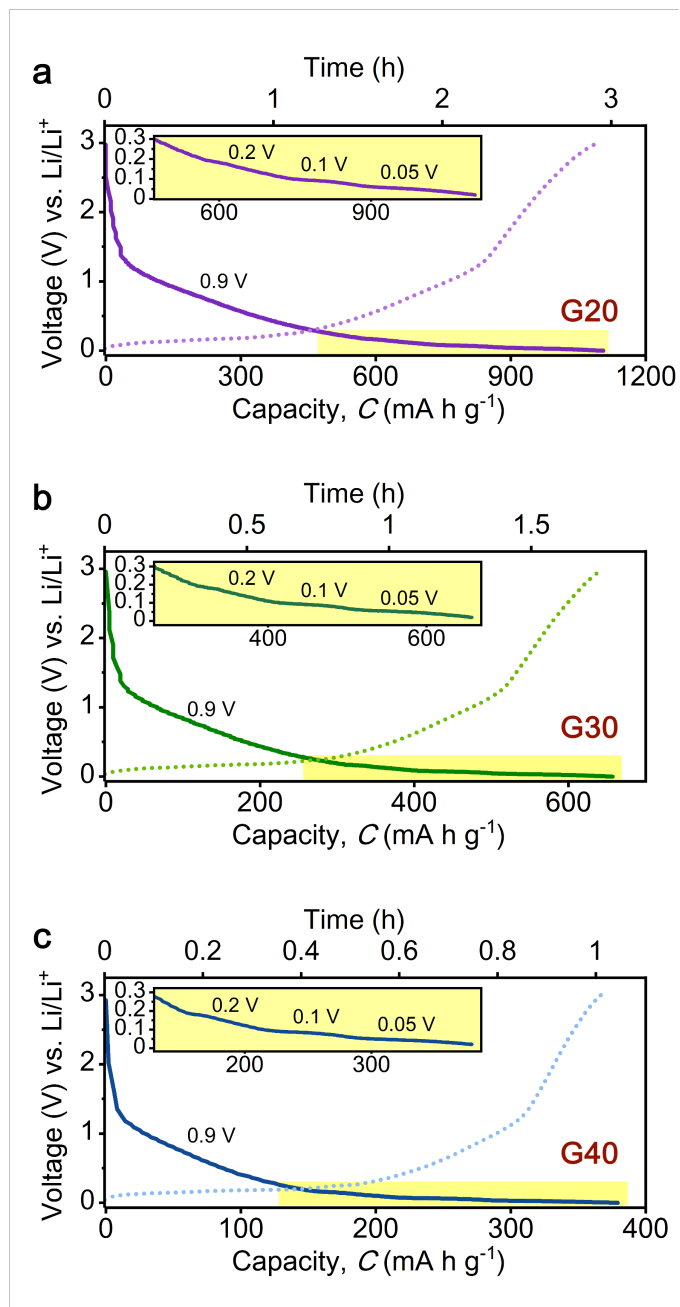 a
Time (h)
0 1 2 3
Voltage (V) vs. Li/Li⁺
3
2
1
0
0.3
0.2
0.1
0
0.2 V
0.1 V
0.05 V
600 900
0.9 V
G20
0 300 600 900 1200
Capacity, C (mA h g⁻¹)
b
Time (h)
0 0.5 1 1.5
Voltage (V) vs. Li/Li⁺
3
2
1
0
0.3
0.2
0.1
0
0.2 V
0.1 V
0.05 V
400 600
0.9 V
G30
0 200 400 600
Capacity, C (mA h g⁻¹)
c
Time (h)
0 0.2 0.4 0.6 0.8 1
Voltage (V) vs. Li/Li⁺
3
2
1
0
0.3
0.2
0.1
0
0.2 V
0.1 V
0.05 V
200 300
0.9 V
G40
0 100 200 300 400
Capacity, C (mA h g⁻¹)